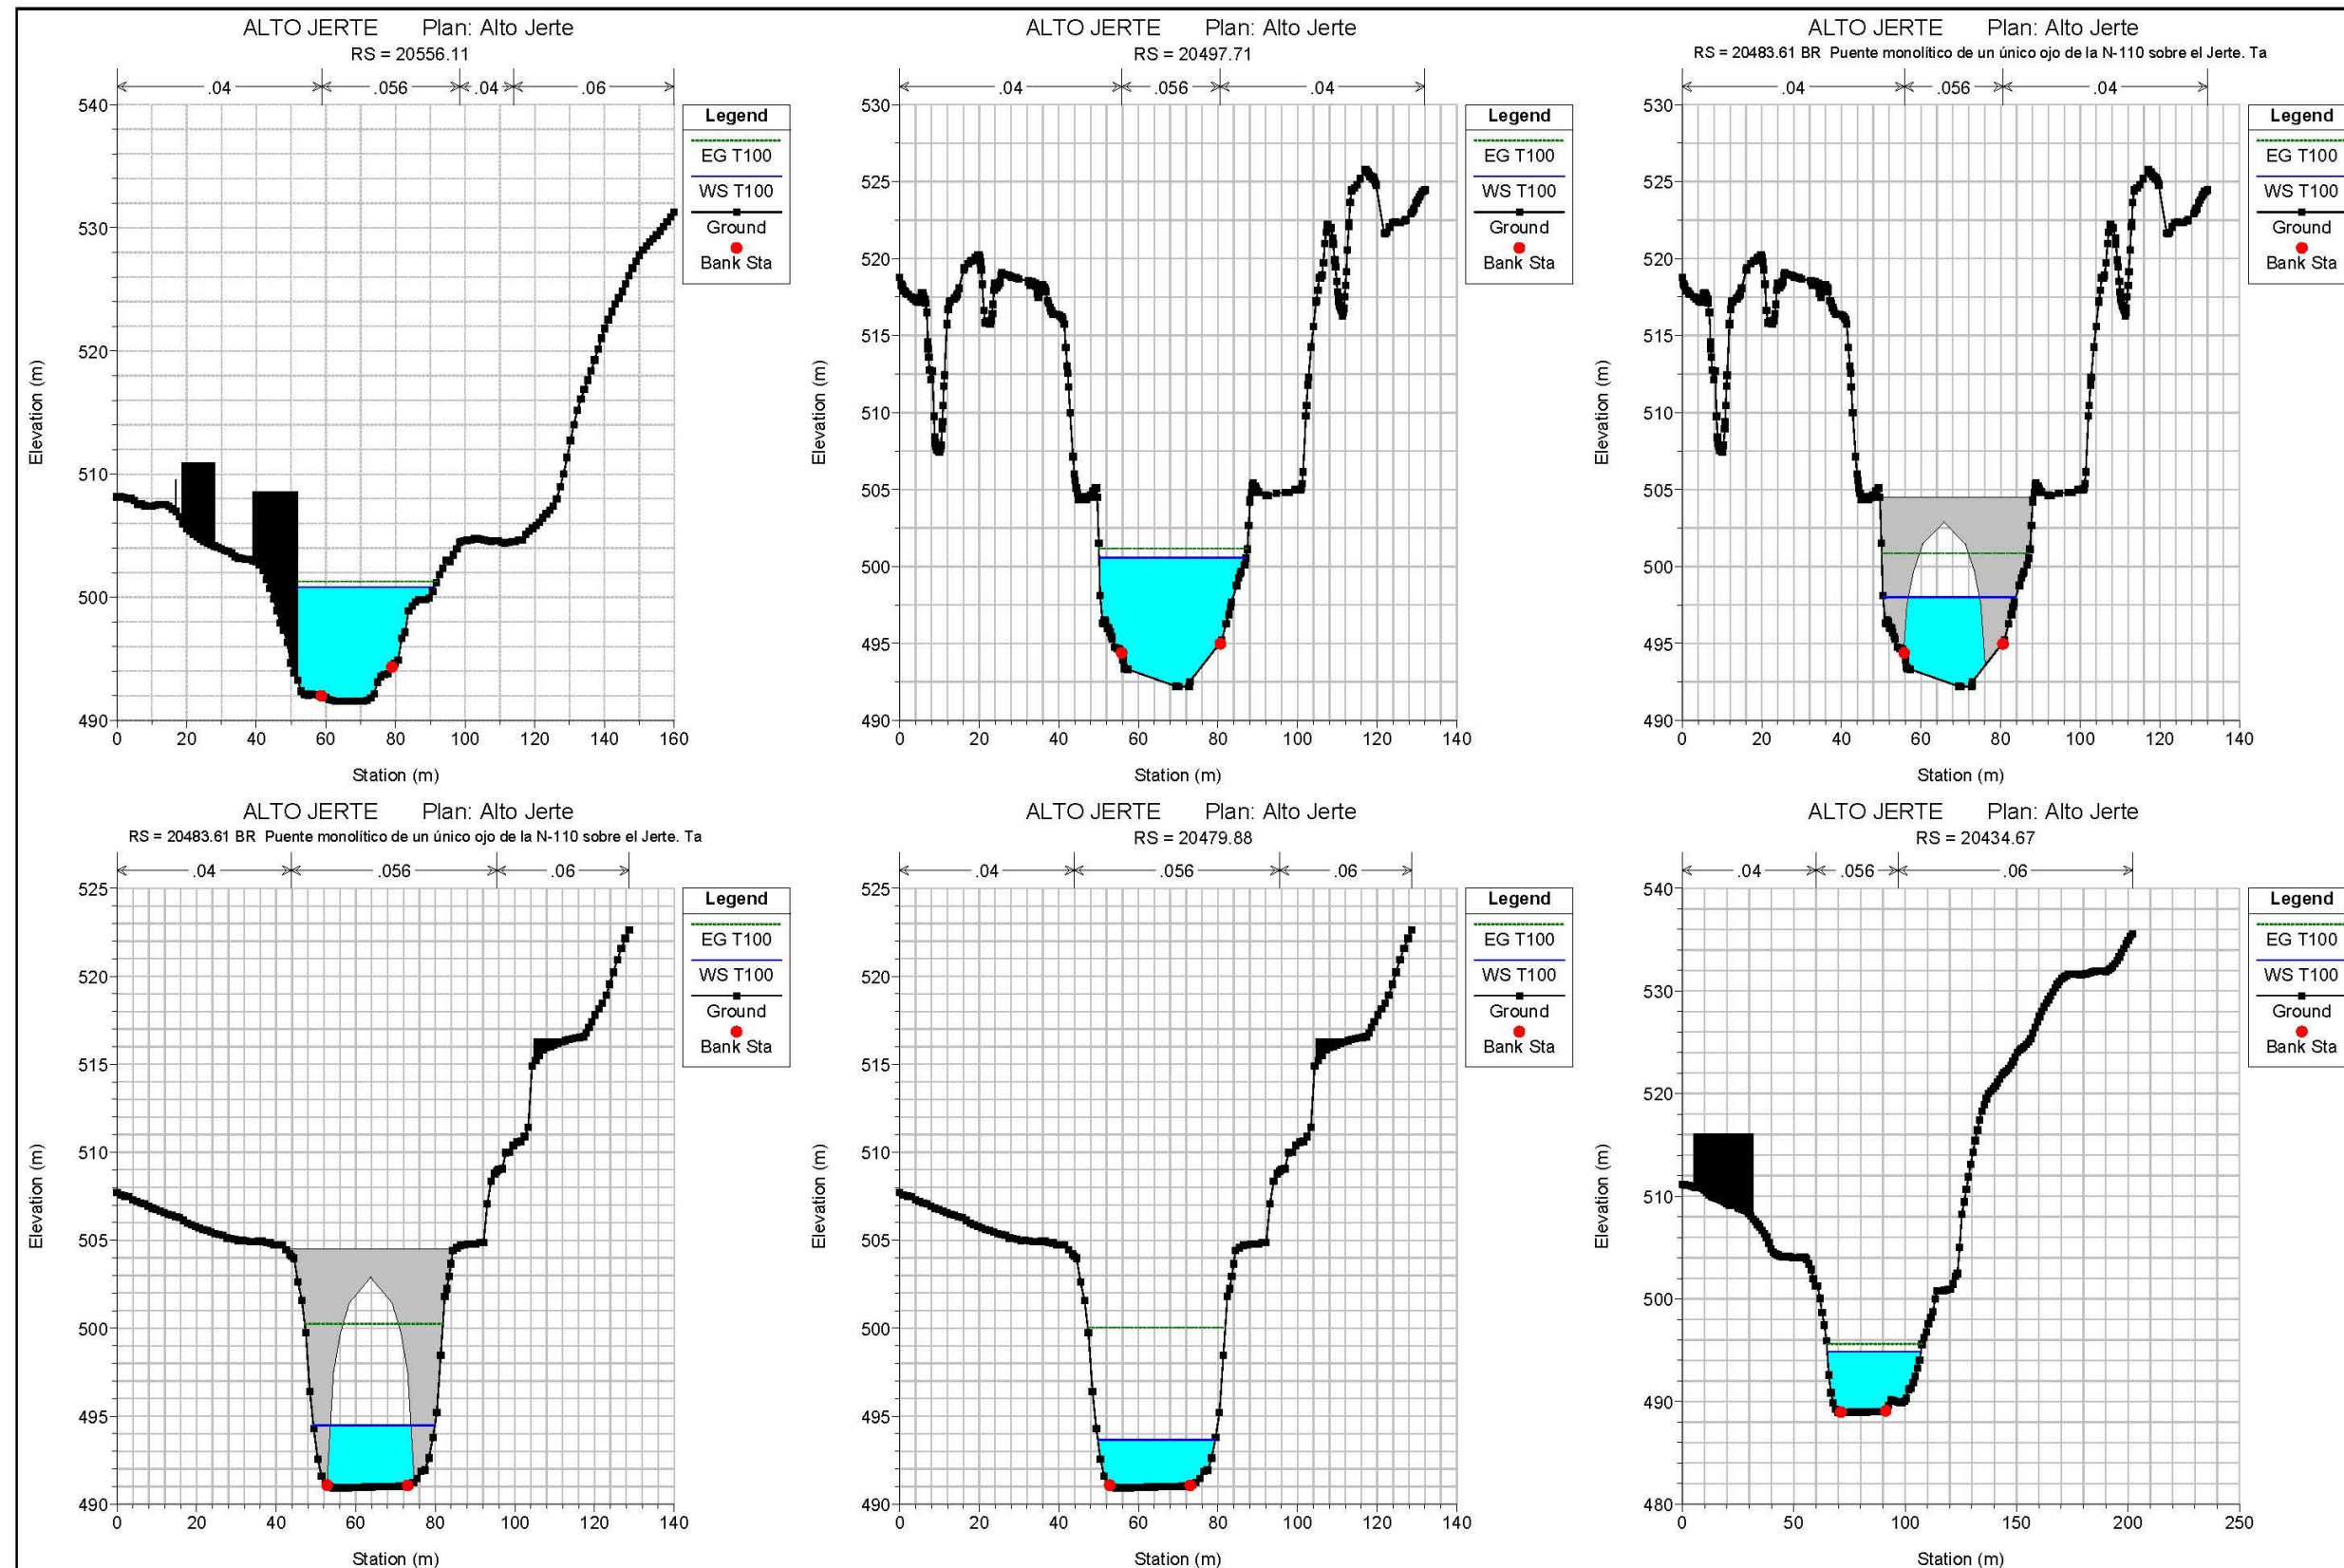 ALTO JERTE Plan: Alto Jerte
RS = 20556.11
.04 .056 .04 .06
Legend
EG T100
WS T100
Ground
Bank Sta
Elevation (m)
540
530
520
510
500
490
0 20 40 60 80 100 120 140 160
Station (m)
ALTO JERTE Plan: Alto Jerte
RS = 20497.71
.04 .056 .04
Legend
EG T100
WS T100
Ground
Bank Sta
Elevation (m)
530
525
520
515
510
505
500
495
490
0 20 40 60 80 100 120 140
Station (m)
ALTO JERTE Plan: Alto Jerte
RS = 20483.61 BR Puente monolítico de un único ojo de la N-110 sobre el Jerte. Ta
.04 .056 .04
Legend
EG T100
WS T100
Ground
Bank Sta
Elevation (m)
530
525
520
515
510
505
500
495
490
0 20 40 60 80 100 120 140
Station (m)
ALTO JERTE Plan: Alto Jerte
RS = 20483.61 BR Puente monolítico de un único ojo de la N-110 sobre el Jerte. Ta
.04 .056 .06
Legend
EG T100
WS T100
Ground
Bank Sta
Elevation (m)
525
520
515
510
505
500
495
490
0 20 40 60 80 100 120 140
Station (m)
ALTO JERTE Plan: Alto Jerte
RS = 20479.88
.04 .056 .06
Legend
EG T100
WS T100
Ground
Bank Sta
Elevation (m)
525
520
515
510
505
500
495
490
0 20 40 60 80 100 120 140
Station (m)
ALTO JERTE Plan: Alto Jerte
RS = 20434.67
.04 .056 .06
Legend
EG T100
WS T100
Ground
Bank Sta
Elevation (m)
540
530
520
510
500
490
480
0 50 100 150 200 250
Station (m)